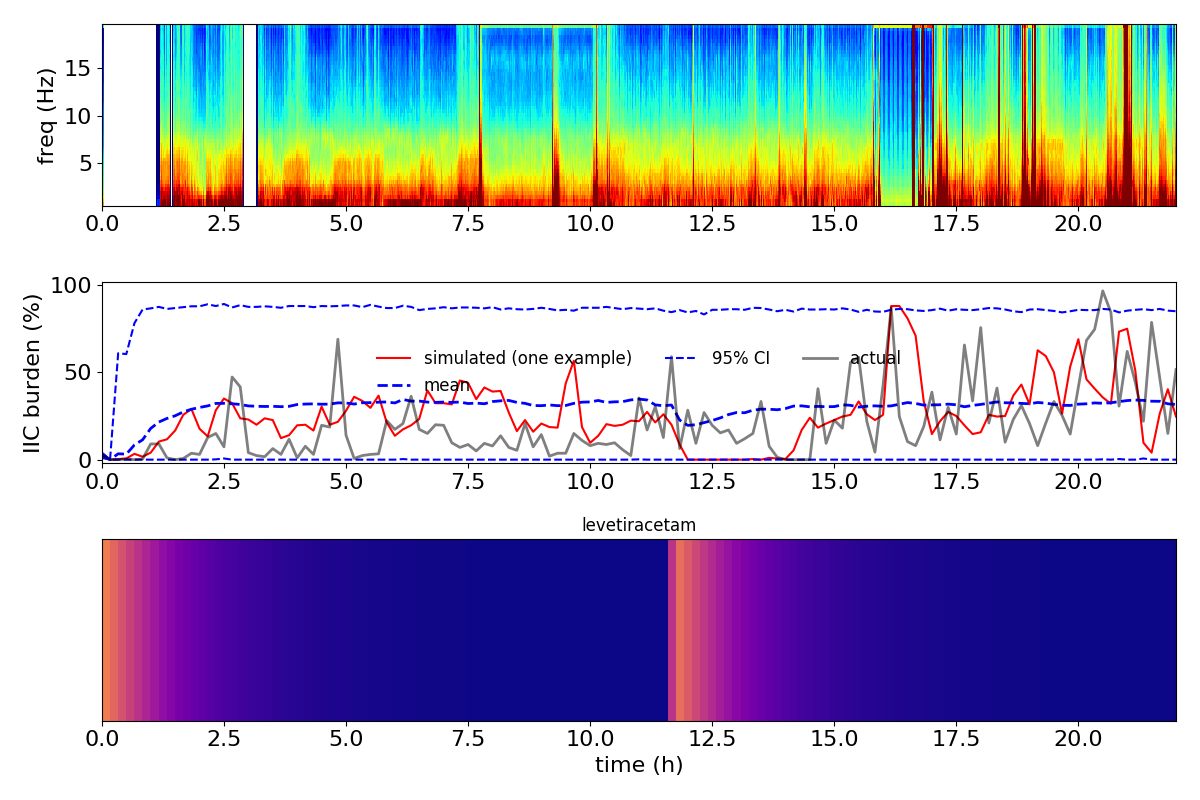 freq (Hz)
15
10
5
0.0 2.5 5.0 7.5 10.0 12.5 15.0 17.5 20.0
IIC burden (%)
100
50
0
simulated (one example) 95% CI actual
mean
0.0 2.5 5.0 7.5 10.0 12.5 15.0 17.5 20.0
levetiracetam
0.0 2.5 5.0 7.5 10.0 12.5 15.0 17.5 20.0
time (h)